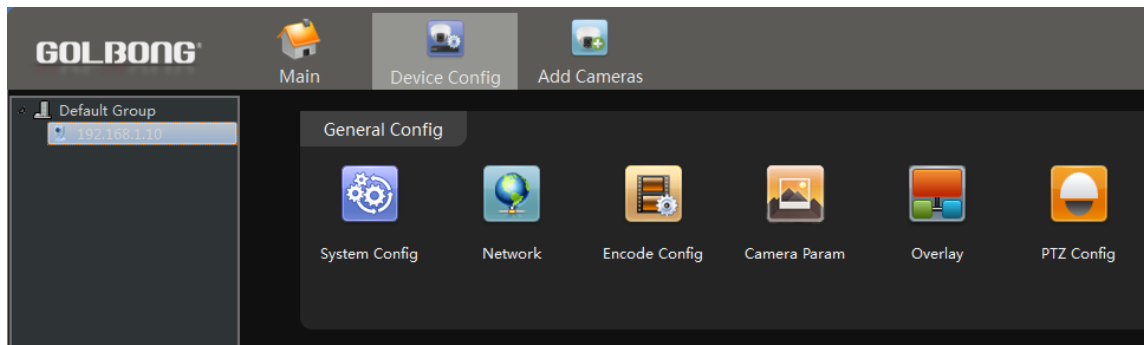 GOLBONG®
Main
Device Config
Add Cameras
Default Group
192.168.1.10
General Config
System Config
Network
Encode Config
Camera Param
Overlay
PTZ Config